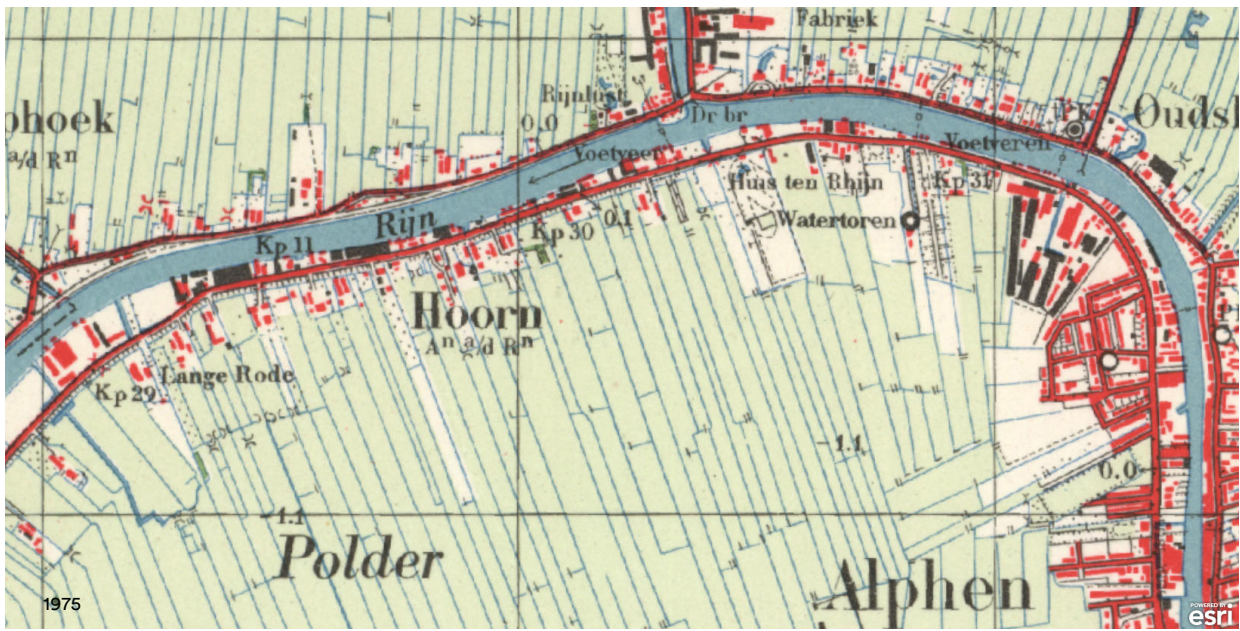 Fabriek
Rijnlust
Dr br
0.0
Voetveer
Voetveren
PK
a/d Rn
Huis ten Rhijn
Kp 31
Rijn
0.1
Watertoren
Kp 11
Kp 30
Hoorn
An a/d Rn
Lange Rode
Kp 29
-1.1
0.0
-1.1
Polder
Alphen
1975
POWERED BY
esri